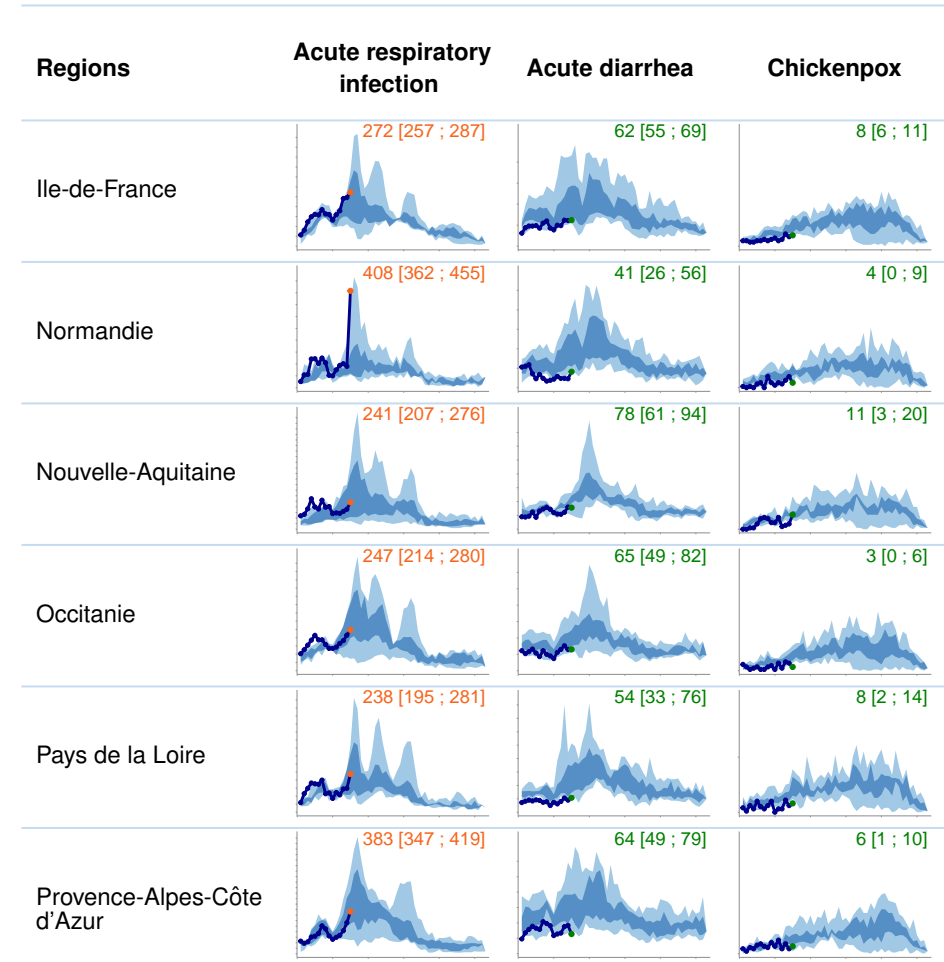 Regions
Acute respiratory
infection
Acute diarrhea
Chickenpox
Ile-de-France
272 [257 ; 287]
62 [55 ; 69]
8 [6 ; 11]
Normandie
408 [362 ; 455]
41 [26 ; 56]
4 [0 ; 9]
Nouvelle-Aquitaine
241 [207 ; 276]
78 [61 ; 94]
11 [3 ; 20]
Occitanie
247 [214 ; 280]
65 [49 ; 82]
3 [0 ; 6]
Pays de la Loire
238 [195 ; 281]
54 [33 ; 76]
8 [2 ; 14]
Provence-Alpes-Côte
d'Azur
383 [347 ; 419]
64 [49 ; 79]
6 [1 ; 10]